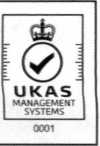 UKAS
MANAGEMENT
SYSTEMS
0001